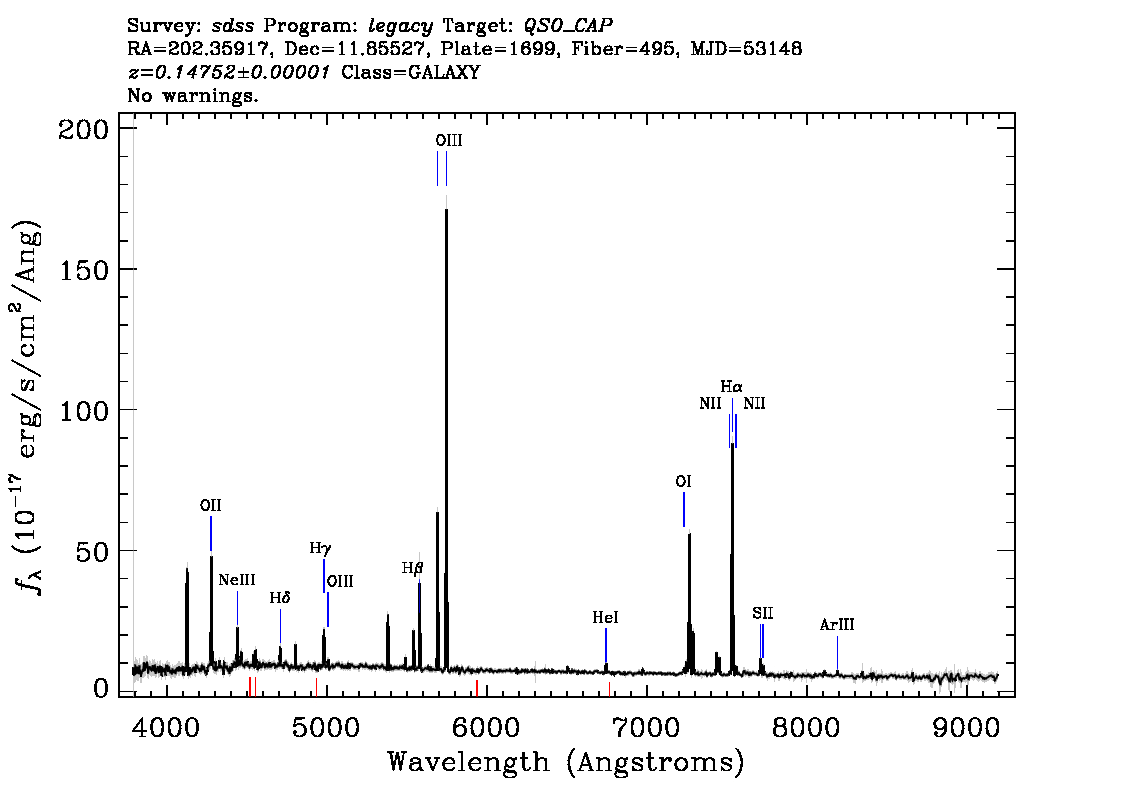 Survey: sdss Program: legacy Target: QSO_CAP
RA=202.35917, Dec=11.85527, Plate=1699, Fiber=495, MJD=53148
z=0.14752±0.00001 Class=GALAXY
No warnings.
200
150
100
50
0
f_λ (10^−17 erg/s/cm^2/Ang)
OIII
Hα
NII NII
OI
OII
Hγ
Hβ
NeIII
OIII
Hδ
HeI
SII
ArIII
4000 5000 6000 7000 8000 9000
Wavelength (Angstroms)